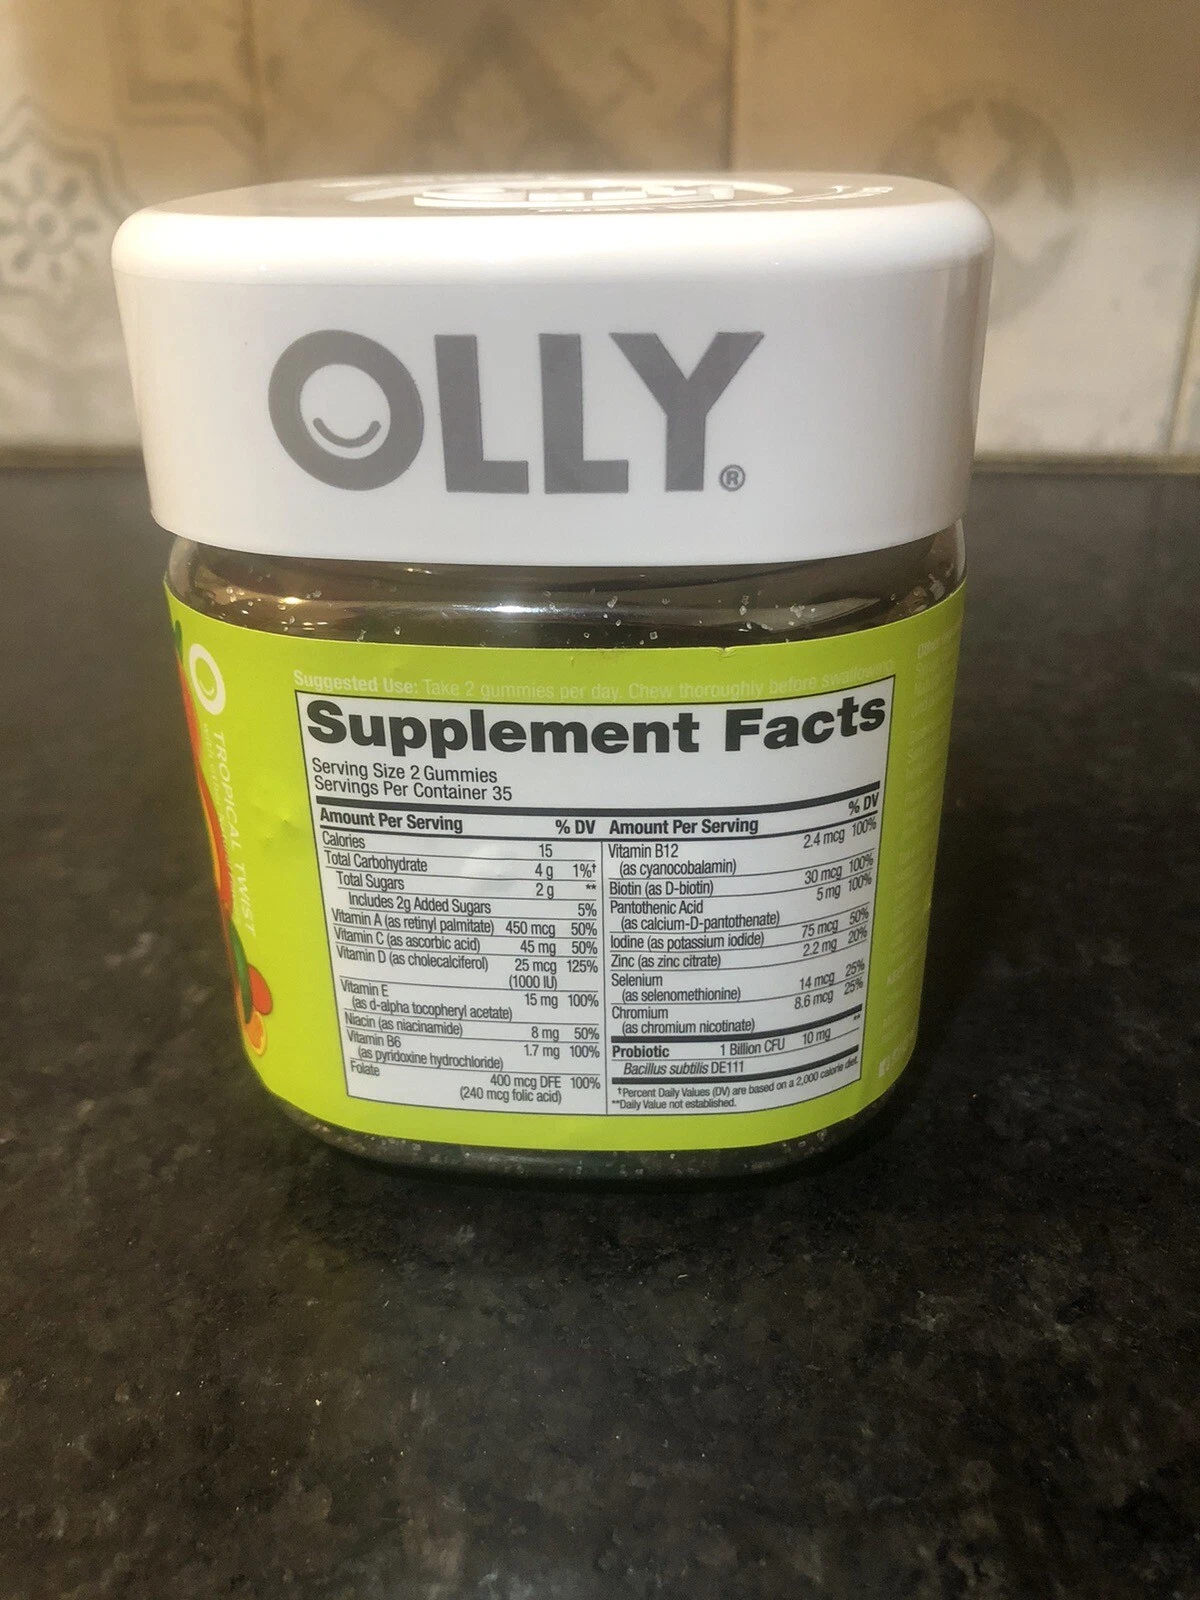 OLLY®
Suggested Use: Take 2 gummies per day. Chew thoroughly before swallowing.
Supplement Facts
Serving Size 2 Gummies
Servings Per Container 35
Amount Per Serving % DV
Calories 15
Total Carbohydrate 4 g 1%†
Total Sugars 2 g **
Includes 2g Added Sugars 5%
Vitamin A (as retinyl palmitate) 450 mcg 50%
Vitamin C (as ascorbic acid) 45 mg 50%
Vitamin D (as cholecalciferol) 25 mcg 125%
(1000 IU)
Vitamin E 15 mg 100%
(as d-alpha tocopheryl acetate)
Niacin (as niacinamide) 8 mg 50%
Vitamin B6 1.7 mg 100%
(as pyridoxine hydrochloride)
Folate 400 mcg DFE 100%
(240 mcg folic acid)
Amount Per Serving % DV
Vitamin B12 2.4 mcg 100%
(as cyanocobalamin)
Biotin (as D-biotin) 30 mcg 100%
Pantothenic Acid 5 mg 100%
(as calcium-D-pantothenate)
Iodine (as potassium iodide) 75 mcg 50%
Zinc (as zinc citrate) 2.2 mg 20%
Selenium 14 mcg 25%
(as selenomethionine)
Chromium 8.6 mcg 25%
(as chromium nicotinate)
Probiotic 1 Billion CFU 10 mg **
Bacillus subtilis DE111
†Percent Daily Values (DV) are based on a 2,000 calorie diet.
**Daily Value not established.
TROPICAL TWIST